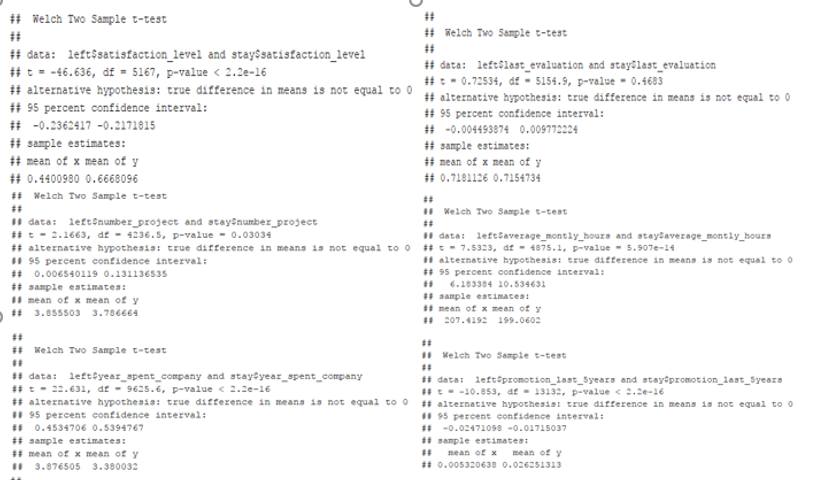 ## Welch Two Sample t-test
##
## data: left$satisfaction_level and stay$satisfaction_level
## t = -46.636, df = 5167, p-value < 2.2e-16
## alternative hypothesis: true difference in means is not equal to 0
## 95 percent confidence interval:
## -0.2362417 -0.2171815
## sample estimates:
## mean of x mean of y
## 0.4400980 0.6668096
## Welch Two Sample t-test
##
## data: left$number_project and stay$number_project
## t = 2.1663, df = 4236.5, p-value = 0.03034
## alternative hypothesis: true difference in means is not equal to 0
## 95 percent confidence interval:
## 0.006540119 0.131136535
## sample estimates:
## mean of x mean of y
## 3.855503 3.786664
##
## Welch Two Sample t-test
##
## data: left$year_spent_company and stay$year_spent_company
## t = 22.631, df = 9625.6, p-value < 2.2e-16
## alternative hypothesis: true difference in means is not equal to 0
## 95 percent confidence interval:
## 0.4534706 0.5394767
## sample estimates:
## mean of x mean of y
## 3.876505 3.380032
##
##
## Welch Two Sample t-test
##
## data: left$last_evaluation and stay$last_evaluation
## t = 0.72534, df = 5154.9, p-value = 0.4683
## alternative hypothesis: true difference in means is not equal to 0
## 95 percent confidence interval:
## -0.004493874 0.009772224
## sample estimates:
## mean of x mean of y
## 0.7181126 0.7154734
##
## Welch Two Sample t-test
##
## data: left$average_montly_hours and stay$average_montly_hours
## t = 7.5323, df = 4875.1, p-value = 5.907e-14
## alternative hypothesis: true difference in means is not equal to 0
## 95 percent confidence interval:
## 6.183384 10.534631
## sample estimates:
## mean of x mean of y
## 207.4192 199.0602
##
## Welch Two Sample t-test
##
## data: left$promotion_last_5years and stay$promotion_last_5years
## t = -10.853, df = 13132, p-value < 2.2e-16
## alternative hypothesis: true difference in means is not equal to 0
## 95 percent confidence interval:
## -0.02471098 -0.01715037
## sample estimates:
## mean of x mean of y
## 0.005320638 0.026251313